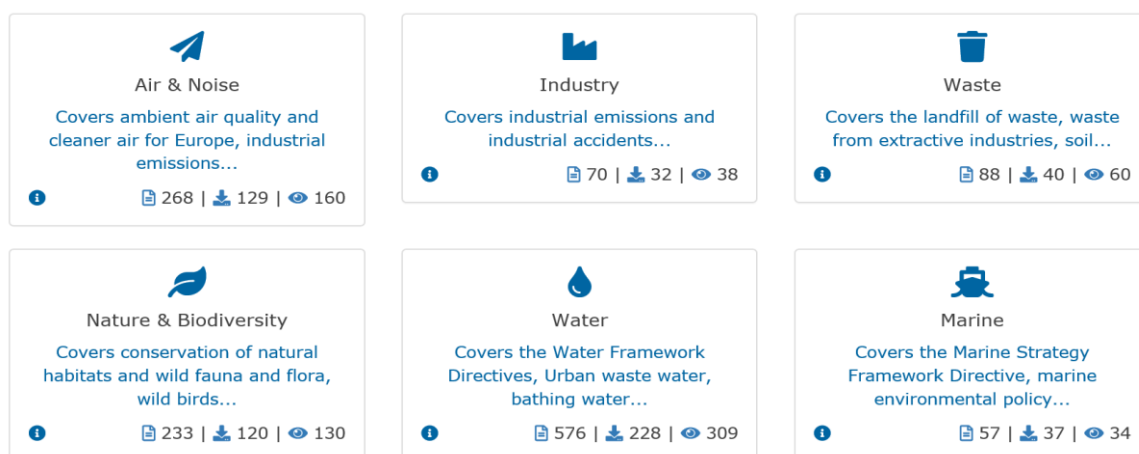 Air & Noise
Covers ambient air quality and
cleaner air for Europe, industrial
emissions...
268 | 129 | 160
Industry
Covers industrial emissions and
industrial accidents...
70 | 32 | 38
Waste
Covers the landfill of waste, waste
from extractive industries, soil...
88 | 40 | 60
Nature & Biodiversity
Covers conservation of natural
habitats and wild fauna and flora,
wild birds...
233 | 120 | 130
Water
Covers the Water Framework
Directives, Urban waste water,
bathing water...
576 | 228 | 309
Marine
Covers the Marine Strategy
Framework Directive, marine
environmental policy...
57 | 37 | 34